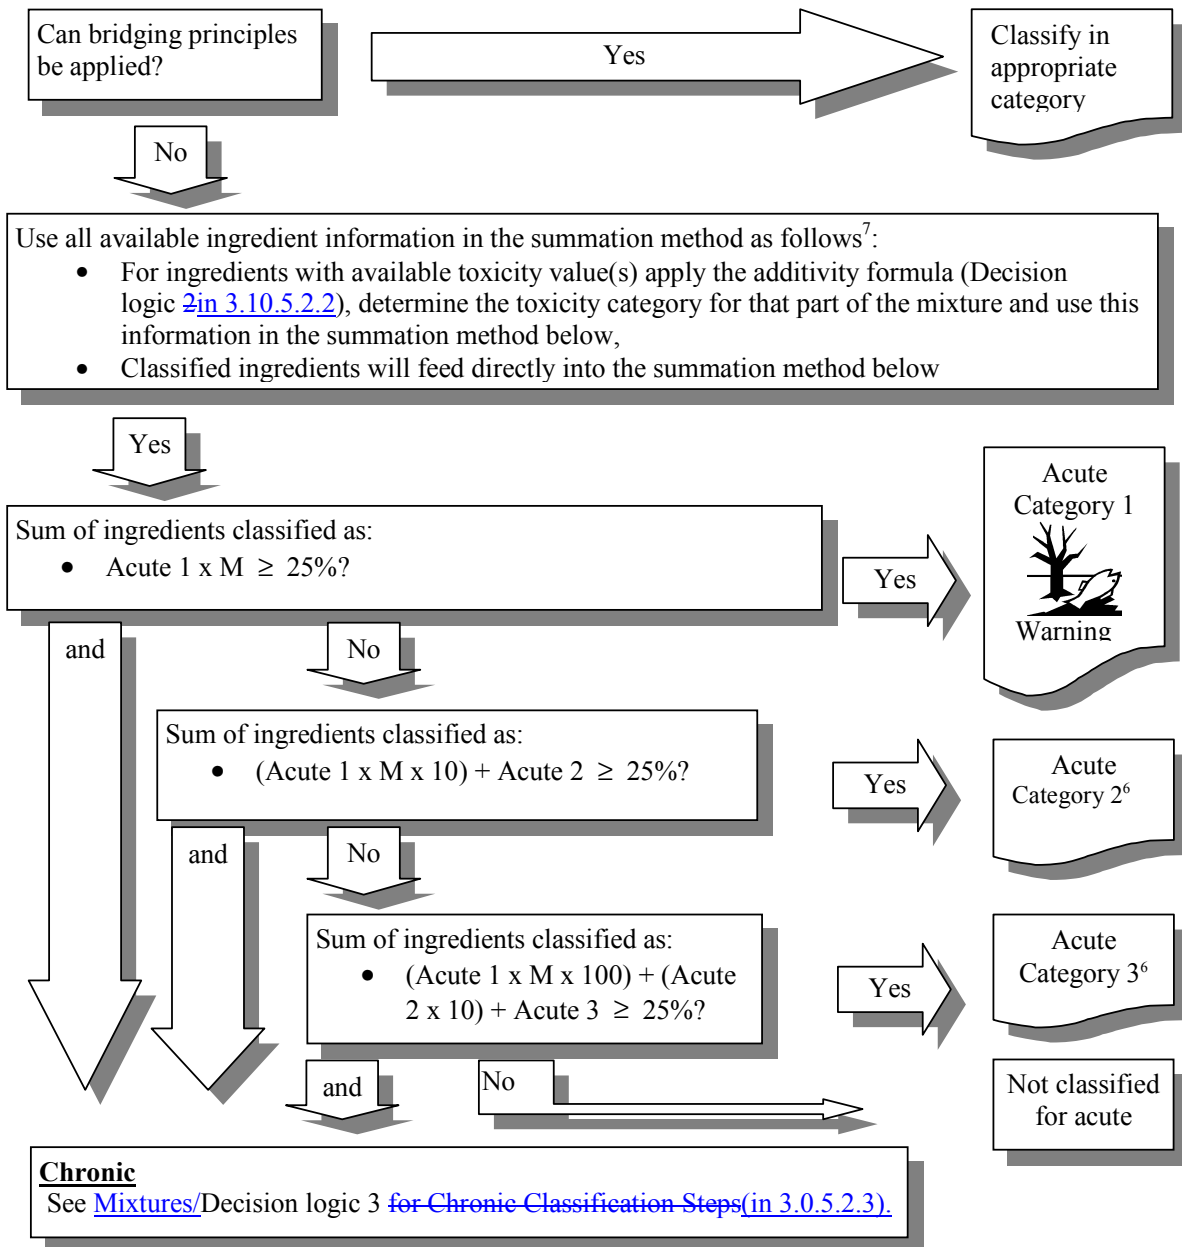 Can bridging principles
be applied?
Yes
Classify in
appropriate
category
No
Use all available ingredient information in the summation method as follows7:
• For ingredients with available toxicity value(s) apply the additivity formula (Decision
logic 2in 3.10.5.2.2), determine the toxicity category for that part of the mixture and use this
information in the summation method below,
• Classified ingredients will feed directly into the summation method below
Yes
Sum of ingredients classified as:
• Acute 1 x M ≥ 25%?
Yes
Acute
Category 1
Warning
and
No
Sum of ingredients classified as:
• (Acute 1 x M x 10) + Acute 2 ≥ 25%?
Yes
Acute
Category 26
and
No
Sum of ingredients classified as:
• (Acute 1 x M x 100) + (Acute
2 x 10) + Acute 3 ≥ 25%?
Yes
Acute
Category 36
and
No
Not classified
for acute
Chronic
See Mixtures/Decision logic 3 for Chronic Classification Steps(in 3.0.5.2.3).